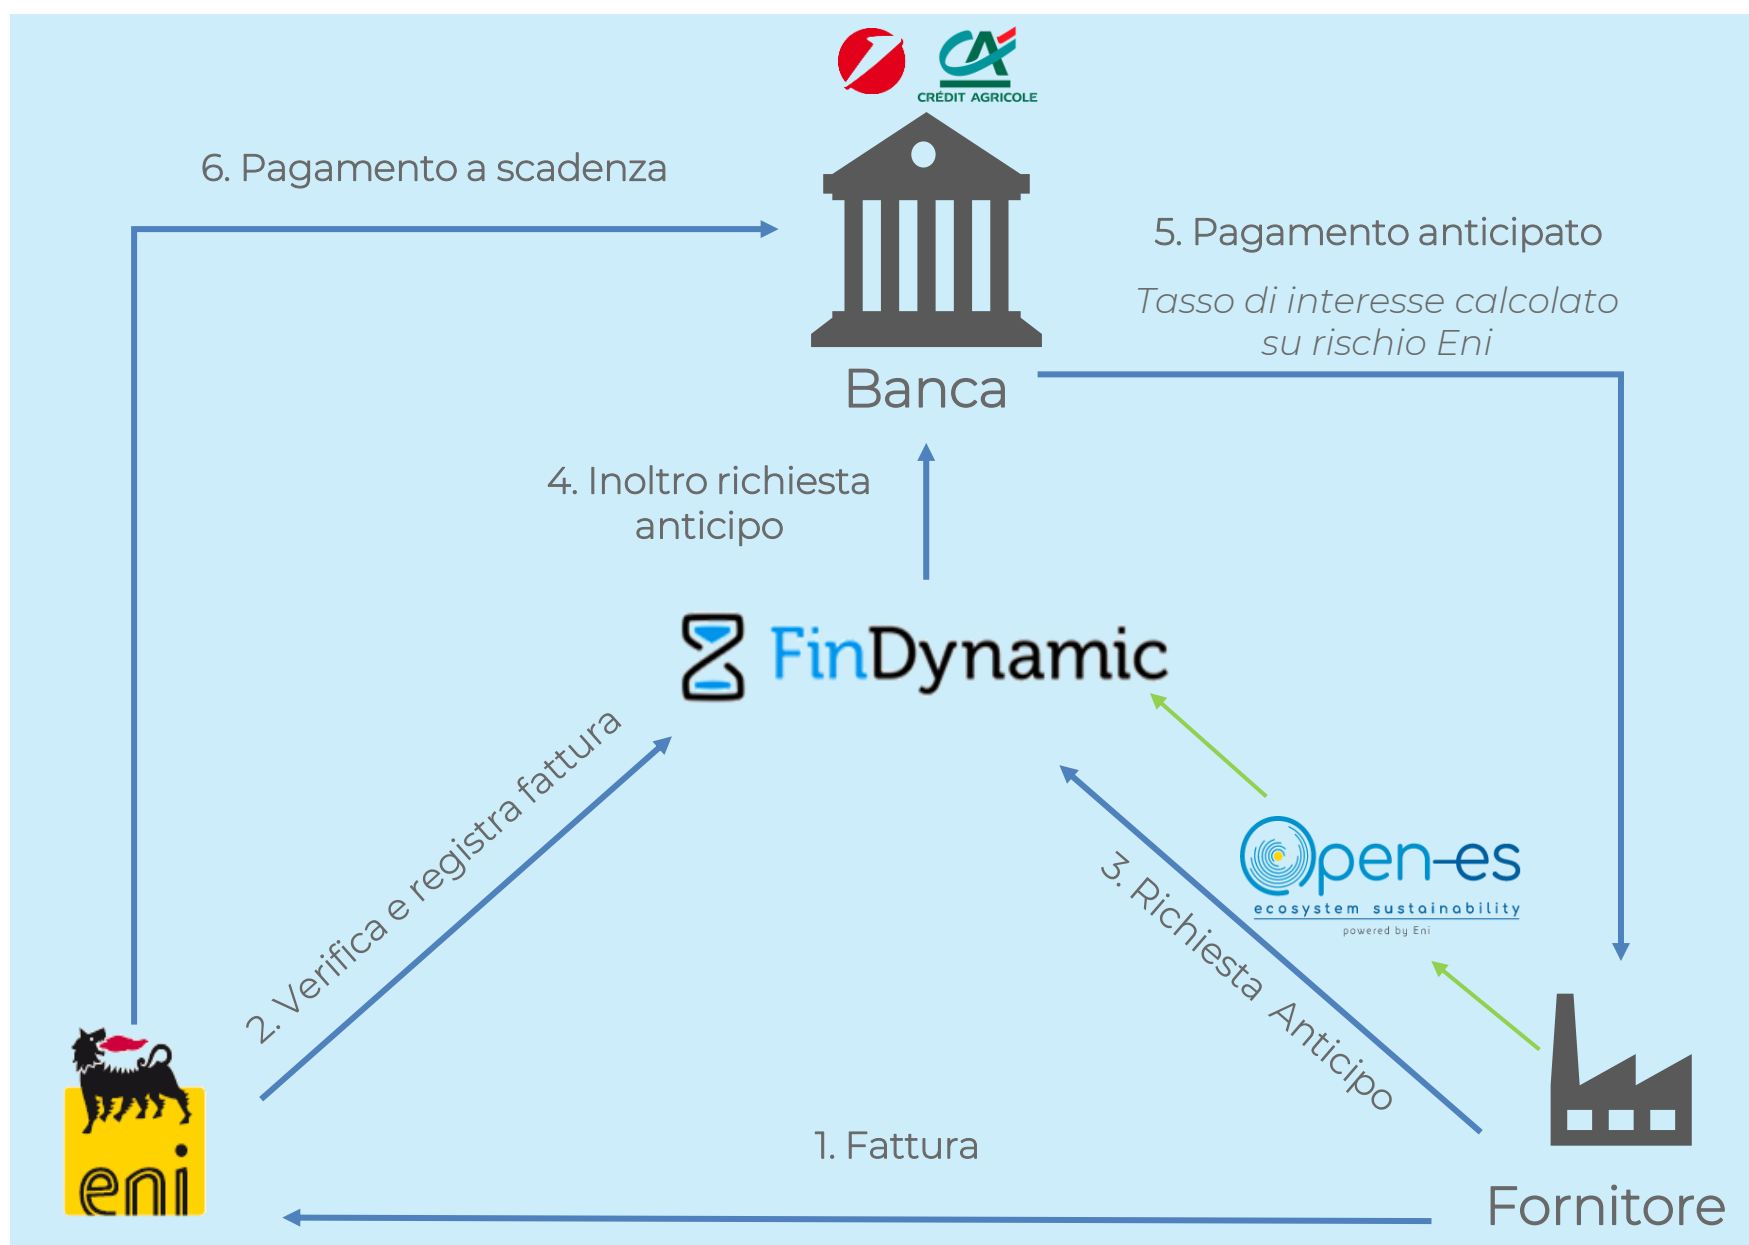 CRÉDIT AGRICOLE
6. Pagamento a scadenza
5. Pagamento anticipato
Tasso di interesse calcolato
su rischio Eni
Banca
4. Inoltro richiesta
anticipo
FinDynamic
2. Verifica e registra fattura
3. Richiesta Anticipo
Open-es
ecosystem sustainability
powered by Eni
eni
1. Fattura
Fornitore